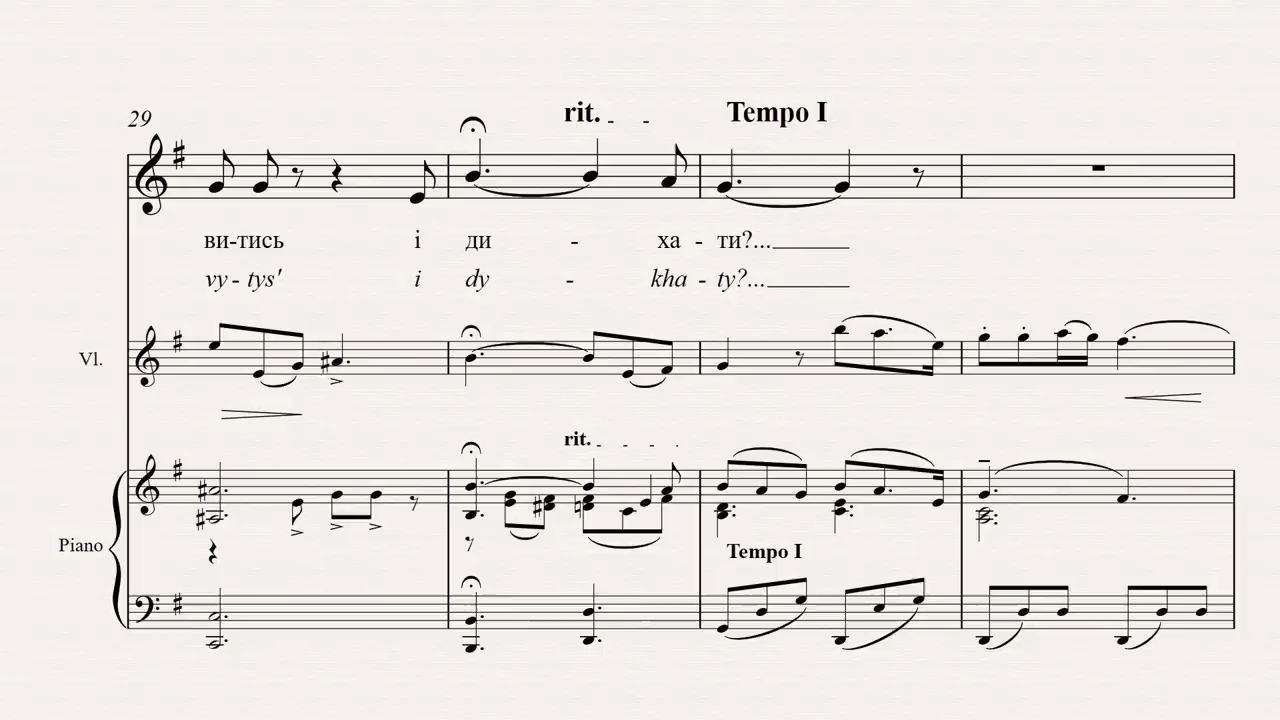 29
rit.
Tempo I
ви-тись і ди - ха - ти?...
vy - tys' i dy - kha - ty?...
Vl.
rit.
Piano
Tempo I